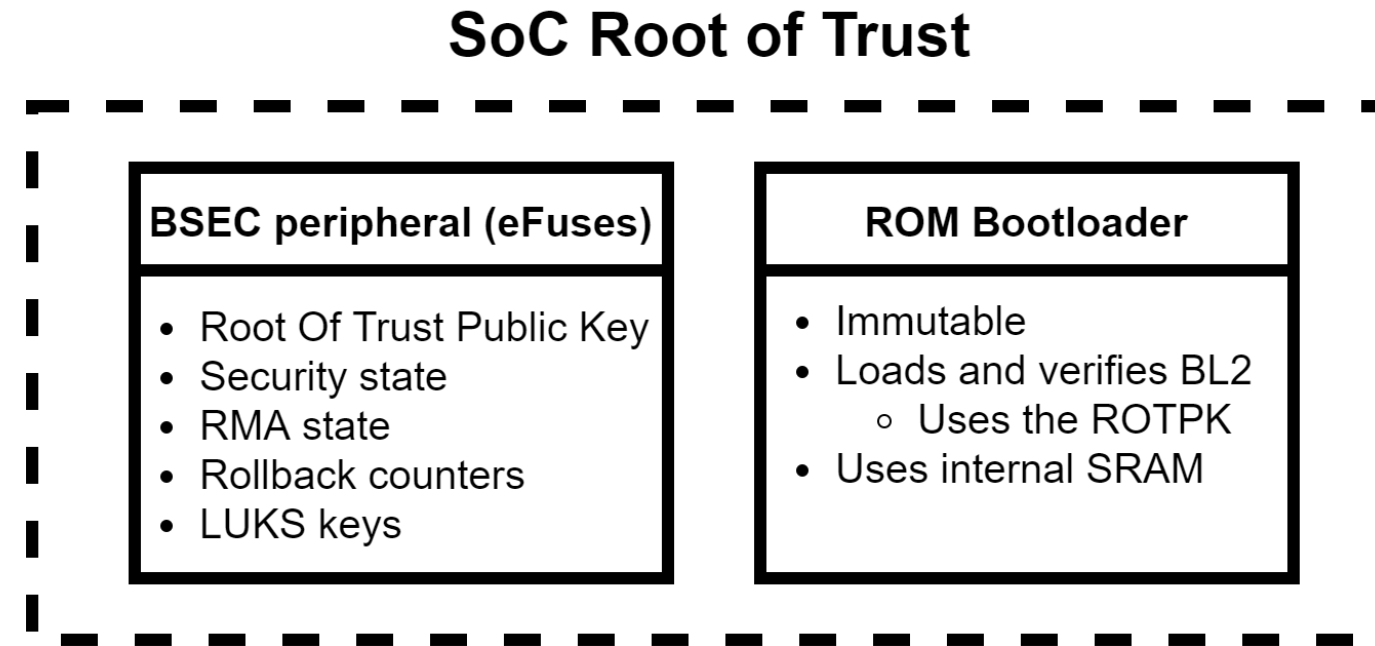 SoC Root of Trust
BSEC peripheral (eFuses)
• Root Of Trust Public Key
• Security state
• RMA state
• Rollback counters
• LUKS keys
ROM Bootloader
• Immutable
• Loads and verifies BL2
◦ Uses the ROTPK
• Uses internal SRAM